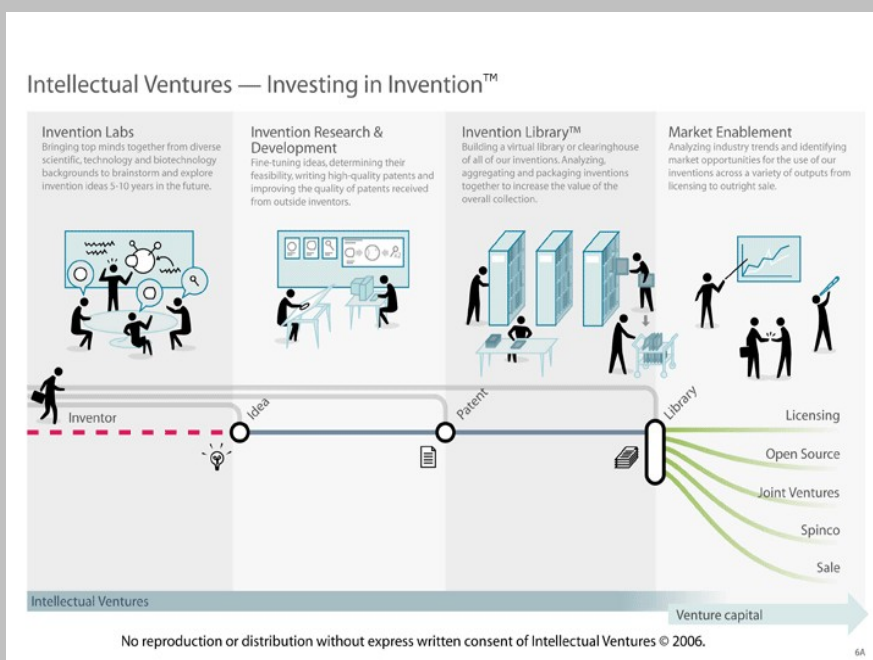 Intellectual Ventures — Investing in Invention™
Invention Labs
Bringing top minds together from diverse
scientific, technology and biotechnology
backgrounds to brainstorm and explore
invention ideas 5-10 years in the future.
Invention Research &
Development
Fine-tuning ideas, determining their
feasibility, writing high-quality patents and
improving the quality of patents received
from outside inventors.
Invention Library™
Building a virtual library or clearinghouse
of all of our inventions. Analyzing,
aggregating and packaging inventions
together to increase the value of the
overall collection.
Market Enablement
Analyzing industry trends and identifying
market opportunities for the use of our
inventions across a variety of outputs from
licensing to outright sale.
Inventor
Idea
Patent
Library
Licensing
Open Source
Joint Ventures
Spinco
Sale
Intellectual Ventures
Venture capital
No reproduction or distribution without express written consent of Intellectual Ventures © 2006.
6A